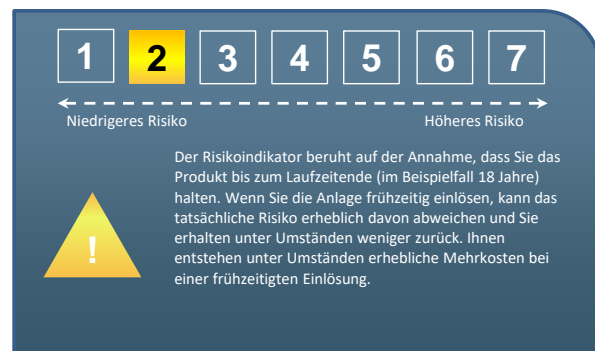 1 2 3 4 5 6 7
Niedrigeres Risiko Höheres Risiko
Der Risikoindikator beruht auf der Annahme, dass Sie das
Produkt bis zum Laufzeitende (im Beispielfall 18 Jahre)
halten. Wenn Sie die Anlage frühzeitig einlösen, kann das
tatsächliche Risiko erheblich davon abweichen und Sie
erhalten unter Umständen weniger zurück. Ihnen
entstehen unter Umständen erhebliche Mehrkosten bei
einer frühzeitigten Einlösung.
!